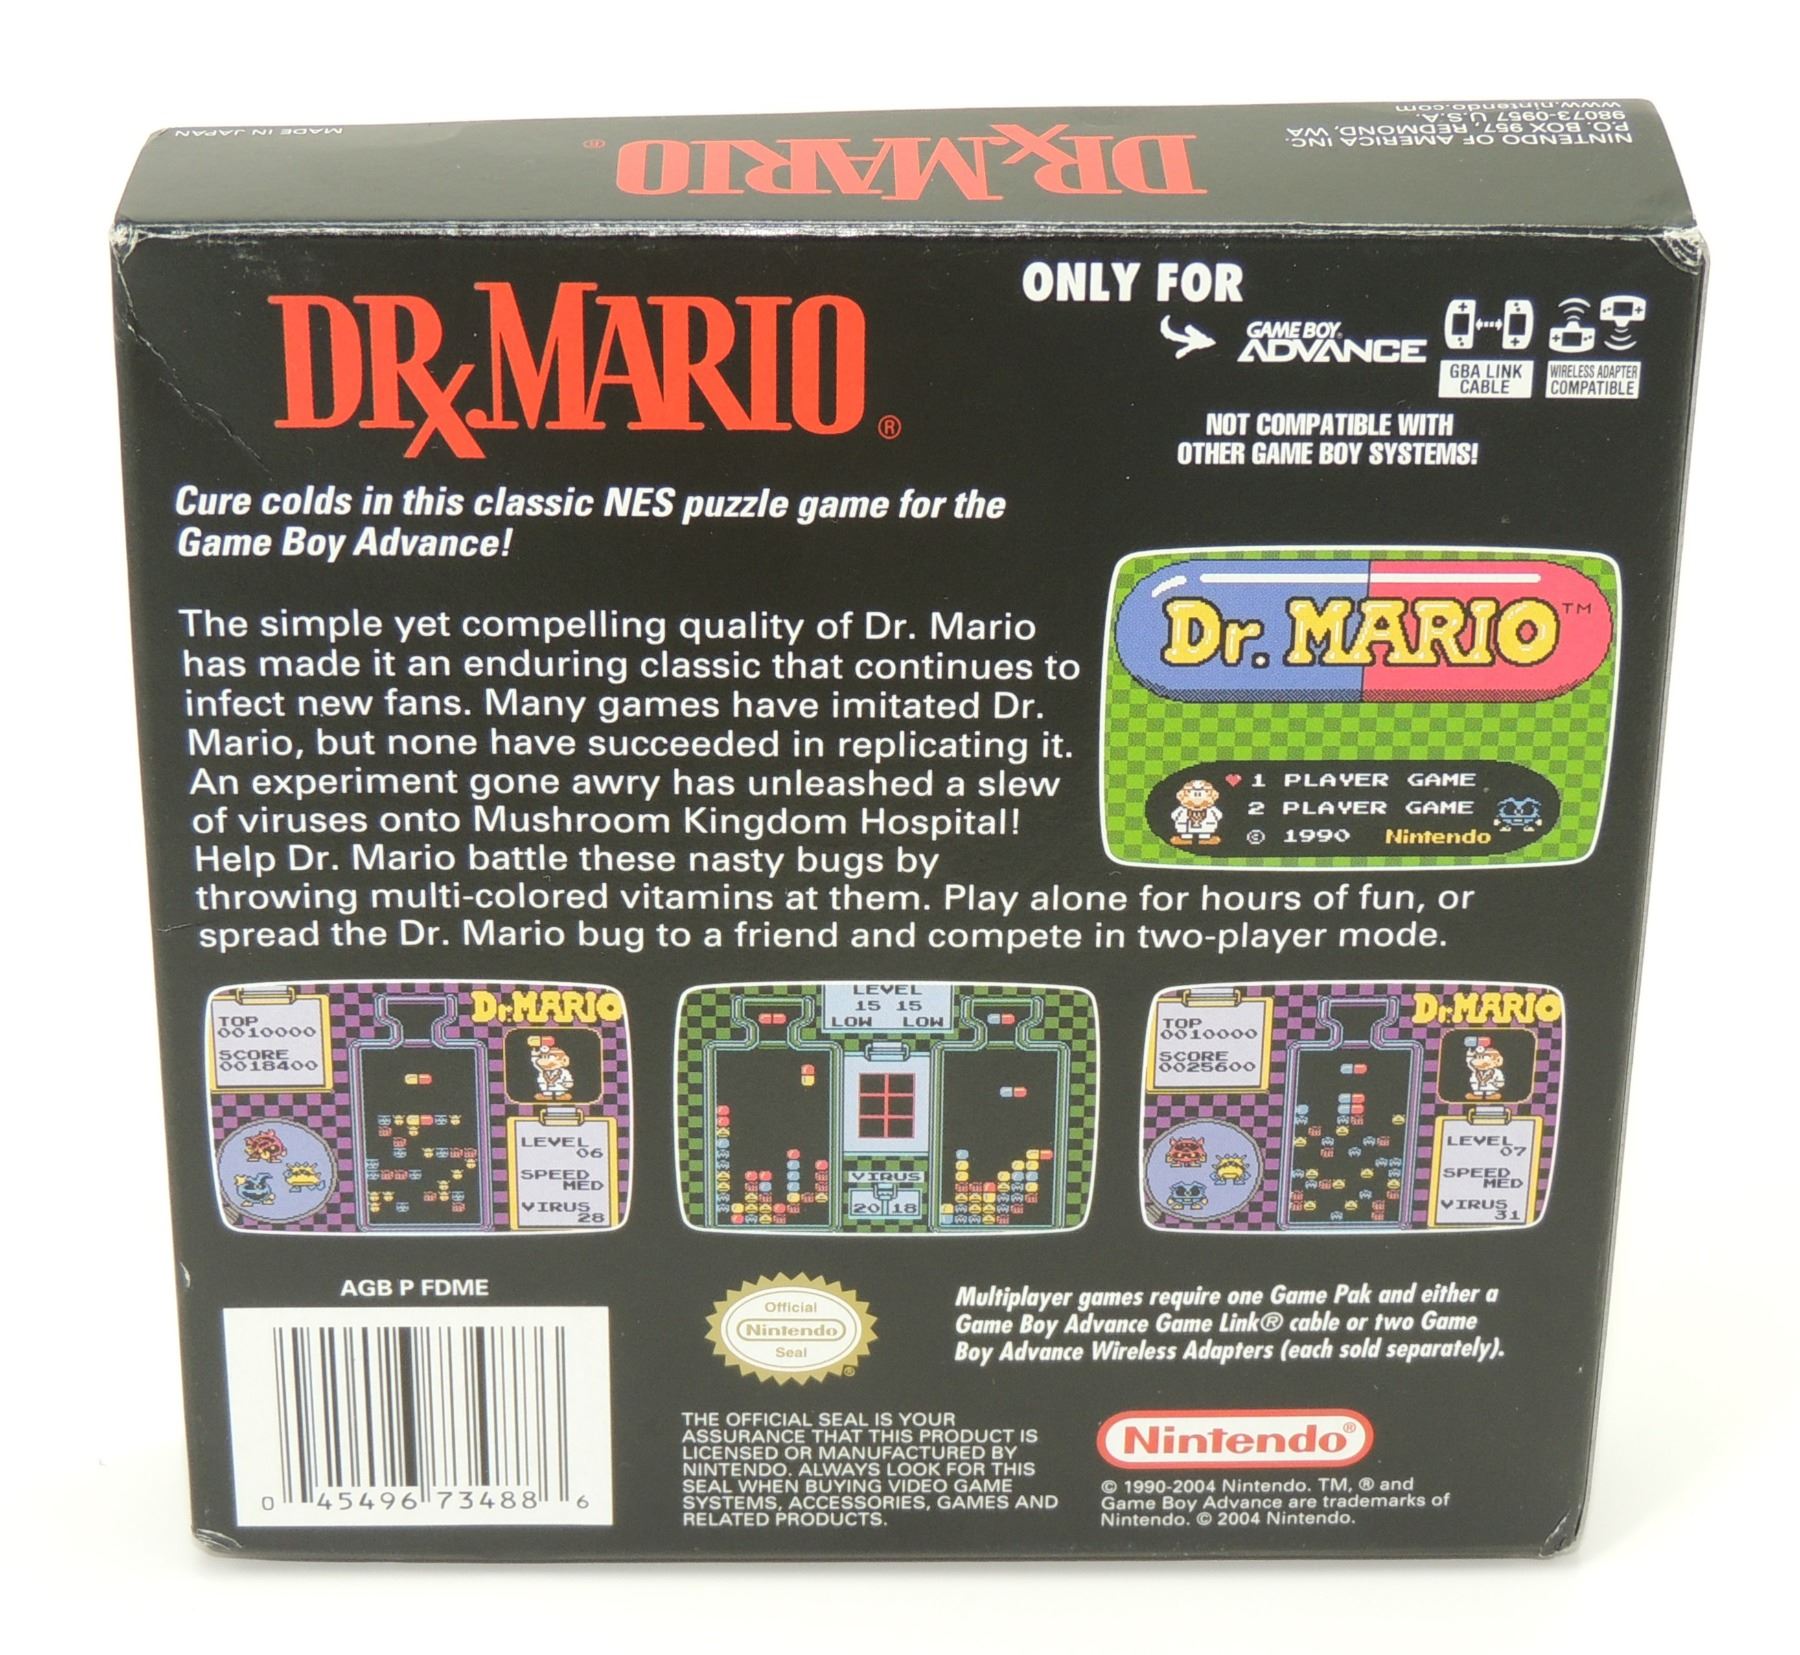 MADE IN JAPAN
DRx.MARIO®
NINTENDO OF AMERICA INC.
P.O. BOX 957, REDMOND, WA
98073-0957 U.S.A.
www.nintendo.com
DRx.MARIO®
ONLY FOR
GAME BOY
ADVANCE
GBA LINK
CABLE
WIRELESS ADAPTER
COMPATIBLE
NOT COMPATIBLE WITH
OTHER GAME BOY SYSTEMS!
Cure colds in this classic NES puzzle game for the
Game Boy Advance!
The simple yet compelling quality of Dr. Mario
has made it an enduring classic that continues to
infect new fans. Many games have imitated Dr.
Mario, but none have succeeded in replicating it.
An experiment gone awry has unleashed a slew
of viruses onto Mushroom Kingdom Hospital!
Help Dr. Mario battle these nasty bugs by
throwing multi-colored vitamins at them. Play alone for hours of fun, or
spread the Dr. Mario bug to a friend and compete in two-player mode.
Dr. MARIO™
1 PLAYER GAME
2 PLAYER GAME
© 1990 Nintendo
TOP
0010000
SCORE
0018400
Dr.MARIO
LEVEL
06
SPEED
MED
VIRUS
28
LEVEL
15 15
LOW LOW
VIRUS
20 18
TOP
0010000
SCORE
0025600
Dr.MARIO
LEVEL
07
SPEED
MED
VIRUS
31
AGB P FDME
0 45496 73488 6
Official
Nintendo
Seal
®
THE OFFICIAL SEAL IS YOUR
ASSURANCE THAT THIS PRODUCT IS
LICENSED OR MANUFACTURED BY
NINTENDO. ALWAYS LOOK FOR THIS
SEAL WHEN BUYING VIDEO GAME
SYSTEMS, ACCESSORIES, GAMES AND
RELATED PRODUCTS.
Multiplayer games require one Game Pak and either a
Game Boy Advance Game Link® cable or two Game
Boy Advance Wireless Adapters (each sold separately).
Nintendo®
© 1990-2004 Nintendo. TM, ® and
Game Boy Advance are trademarks of
Nintendo. © 2004 Nintendo.